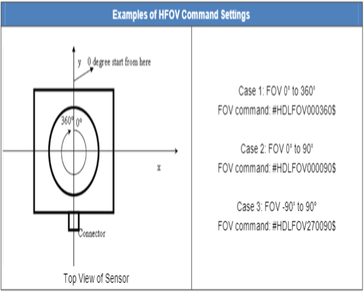 Examples of HFOV Command Settings
y 0 degree start from here
360° 0°
x
Connector
Top View of Sensor
Case 1: FOV 0° to 360°
FOV command: #HDLFOV000360$
Case 2: FOV 0° to 90°
FOV command: #HDLFOV000090$
Case 3: FOV -90° to 90°
FOV command: #HDLFOV270090$